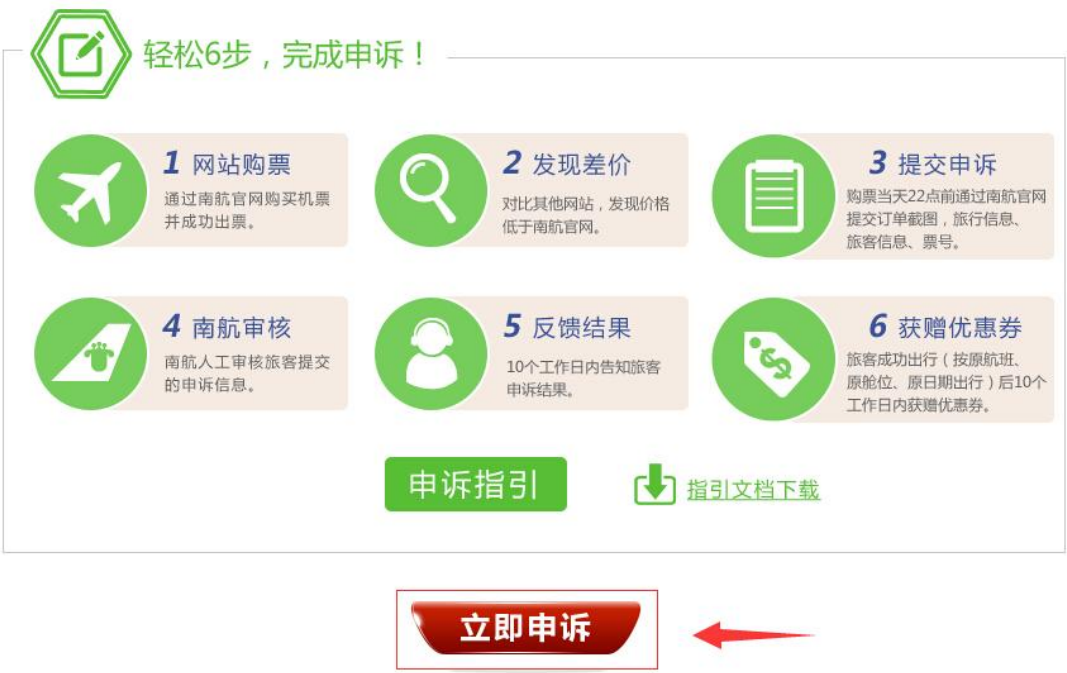 轻松6步，完成申诉！
1 网站购票
通过南航官网购买机票
并成功出票。
2 发现差价
对比其他网站，发现价格
低于南航官网。
3 提交申诉
购票当天22点前通过南航官网
提交订单截图，旅行信息、
旅客信息、票号。
4 南航审核
南航人工审核旅客提交
的申诉信息。
5 反馈结果
10个工作日内告知旅客
申诉结果。
6 获赠优惠券
旅客成功出行（按原航班、
原舱位、原日期出行）后10个
工作日内获赠优惠券。
申诉指引
指引文档下载
立即申诉